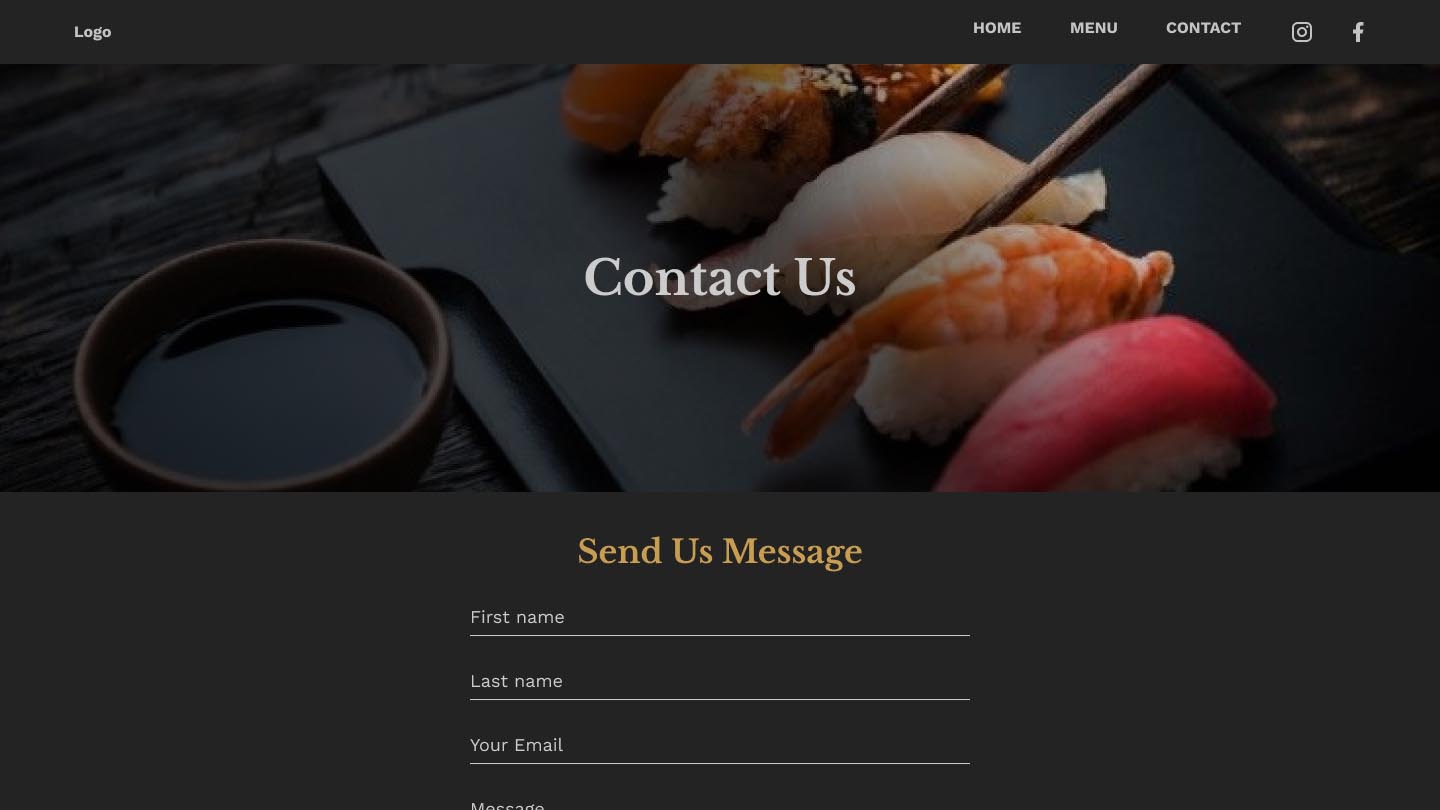 Logo
HOME
MENU
CONTACT
Contact Us
Send Us Message
First name
Last name
Your Email
Message